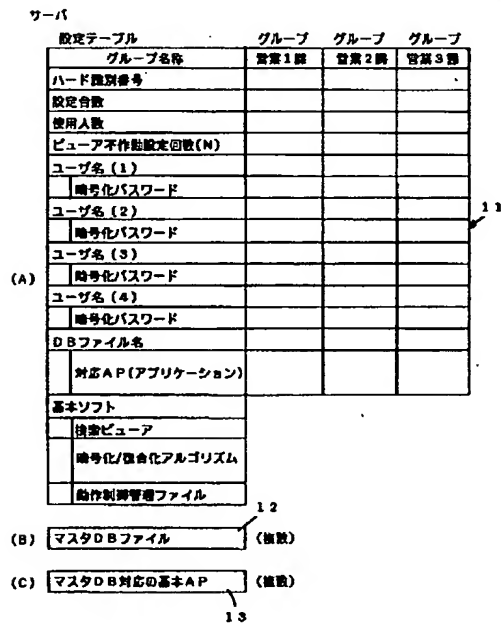 サーバ
設定テーブル グループ グループ グループ
グループ名称 営業1課 営業2課 営業3課
ハード識別番号
設定台数
使用人数
ビューア不作動設定回数(N)
ユーザ名(1)
暗号化パスワード
ユーザ名(2)
暗号化パスワード
11
ユーザ名(3)
(A) 暗号化パスワード
ユーザ名(4)
暗号化パスワード
DBファイル名
対応AP(アプリケーション)
基本ソフト
検索ビューア
暗号化/復合化アルゴリズム
動作制御管理ファイル
12
(B) マスタDBファイル (複数)
(C) マスタDB対応の基本AP (複数)
13